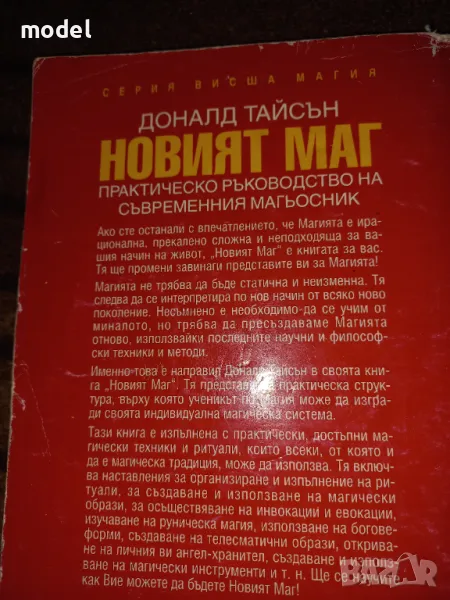 model
СЕРИЯ ВИСША МАГИЯ
ДОНАЛД ТАЙСЪН
НОВИЯТ МАГ
ПРАКТИЧЕСКО РЪКОВОДСТВО НА
СЪВРЕМЕННИЯ МАГЬОСНИК
Ако сте останали с впечатлението, че Магията е ира-
ционална, прекалено сложна и неподходяща за
вашия начин на живот, „Новият Маг" е книгата за вас.
Тя ще промени завинаги представите ви за Магията!
Магията не трябва да бъде статична и неизменна. Тя
следва да се интерпретира по нов начин от всяко ново
поколение. Несъмнено е необходимо да се учим от
миналото, но трябва да пресъздаваме Магията
отново, използвайки последните научни и философ-
ски техники и методи.
Именно това е направил Доналд Тайсън в своята кни-
га „Новият Маг". Тя представя практическа струк-
тура, върху която ученикът по Магия може да изгра-
ди своята индивидуална магическа система.
Тази книга е изпълнена с практически, достъпни ма-
гически техники и ритуали, които всеки, от която и
да е магическа традиция, може да използва. Тя включ-
ва наставления за организиране и изпълнение на ри-
туали, за създаване и използване на магически
образи, за осъществяване на инвокации и евокации,
изучаване на руническа магия, използване на богове-
форми, създаване на телесматични образи, открива-
не на личния ви ангел-хранител, създаване и използ-
ване на магически инструменти и т. н. Ще се научите
как Вие можете да бъдете Новият Маг!
BAZAR